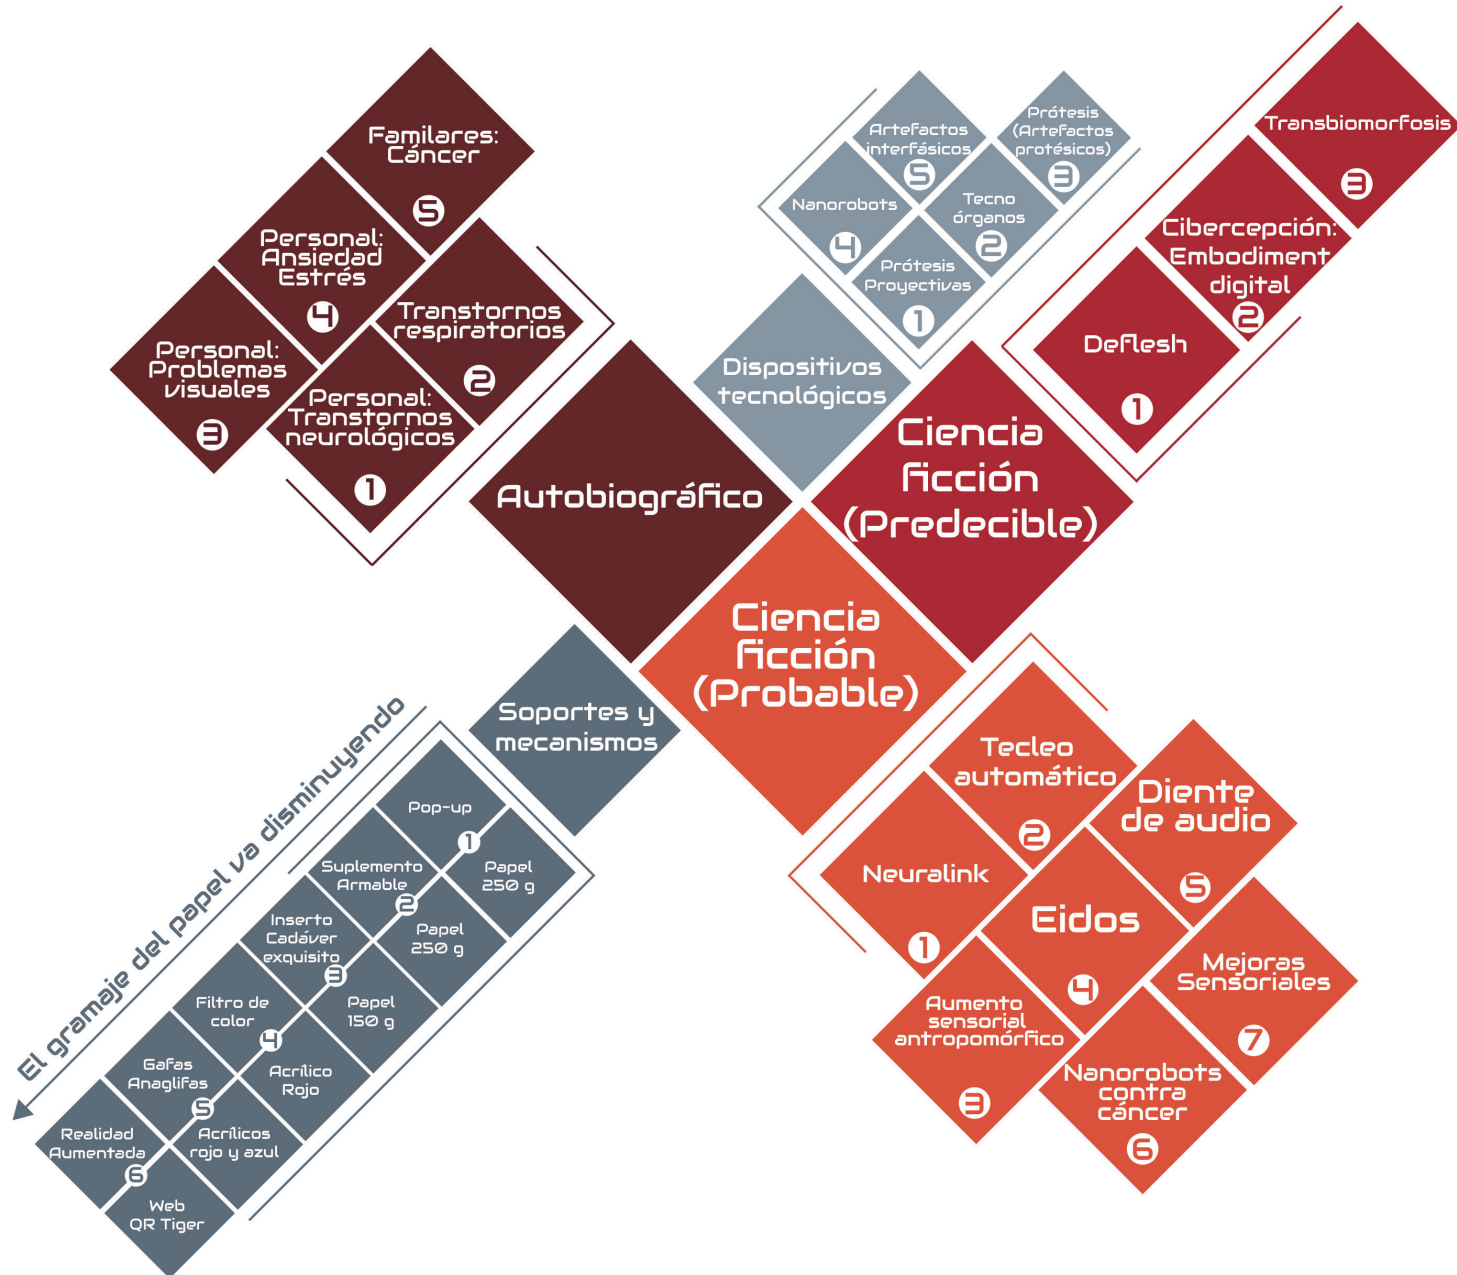 Familares:
Cáncer
5
Personal:
Ansiedad
Estrés
4
Transtornos
respiratorios
2
Personal:
Problemas
visuales
3
Personal:
Transtornos
neurológicos
1
Autobiográfico
Artefactos
interfásicos
5
Prótesis
(Artefactos
protésicos)
3
Nanorobots
4
Tecno
órganos
2
Prótesis
Proyectivas
1
Dispositivos
tecnológicos
Transbiomorfosis
3
Cibercepción:
Embodiment
digital
2
Deflesh
1
Ciencia
ficción
(Predecible)
Ciencia
ficción
(Probable)
Soportes y
mecanismos
El gramaje del papel va disminuyendo
Pop-up
1
Papel
250 g
Suplemento
Armable
2
Papel
250 g
Inserto
Cadáver
exquisito
3
Papel
150 g
Filtro de
color
4
Acrílico
Rojo
Gafas
Anaglifas
5
Acrílicos
rojo y azul
Realidad
Aumentada
6
Web
QR Tiger
Tecleo
automático
2
Neuralink
1
Diente
de audio
5
Eidos
4
Mejoras
Sensoriales
7
Aumento
sensorial
antropomórfico
3
Nanorobots
contra
cáncer
6